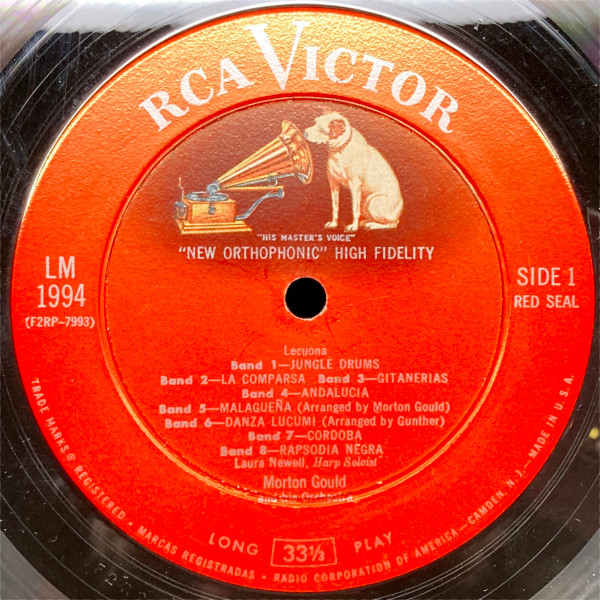 RCA VICTOR
"HIS MASTER'S VOICE"
"NEW ORTHOPHONIC" HIGH FIDELITY
LM
1994
(F2RP-7993)
SIDE 1
RED SEAL
Lecuona
Band 1—JUNGLE DRUMS
Band 2—LA COMPARSA Band 3—GITANERIAS
Band 4—ANDALUCIA
Band 5—MALAGUEÑA (Arranged by Morton Gould)
Band 6—DANZA LUCUMI (Arranged by Gunther)
Band 7—CORDOBA
Band 8—RAPSODIA NEGRA
Laura Newell, Harp Soloist
Morton Gould
and his Orchestra
LONG 33⅓ PLAY
TRADE MARKS ® REGISTERED • MARCAS REGISTRADAS • RADIO CORPORATION OF AMERICA—CAMDEN, N.J.—MADE IN U.S.A.